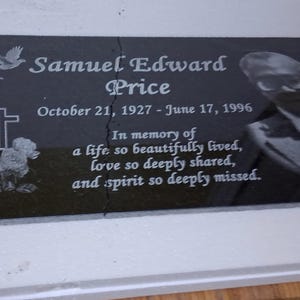 Samuel Edward
Price
October 21, 1927 - June 17, 1996
In memory of
a life so beautifully lived,
love so deeply shared,
and spirit so deeply missed.